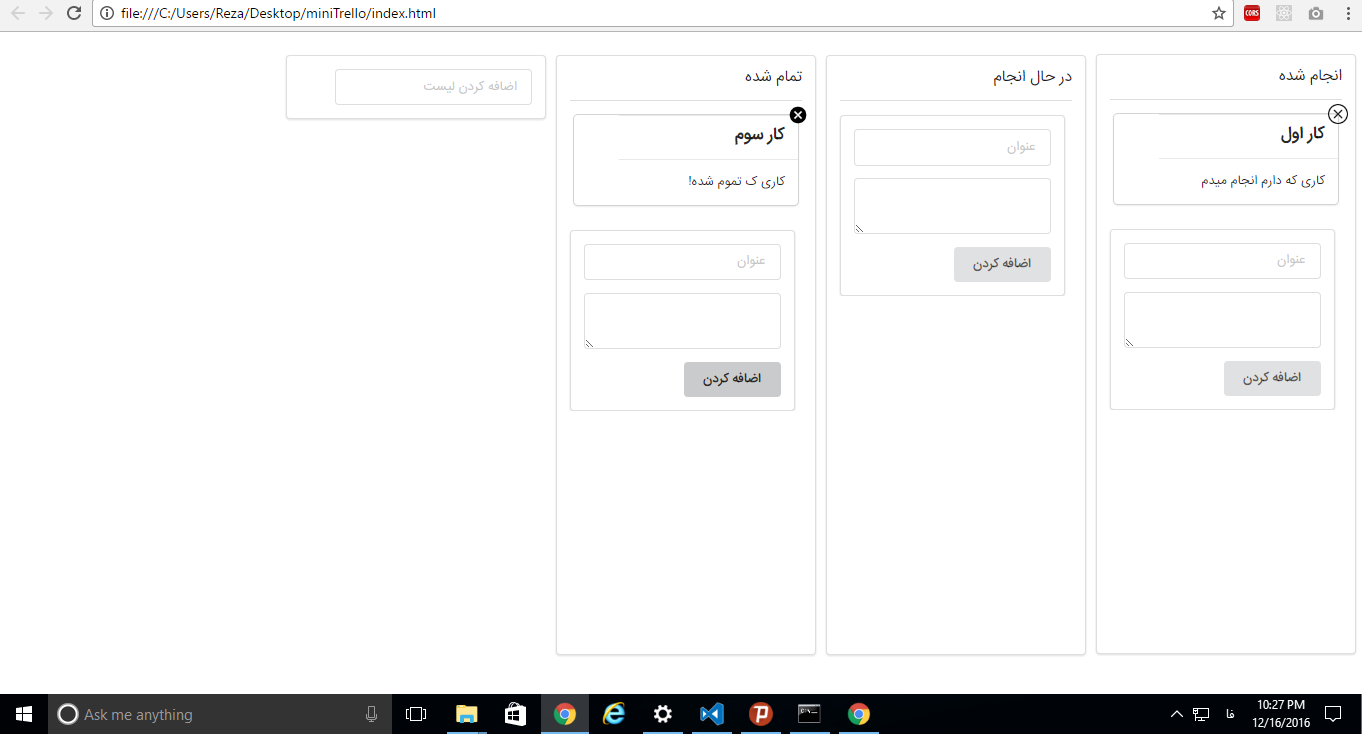 file:///C:/Users/Reza/Desktop/miniTrello/index.html
CORS
انجام شده
کار اول
کاری که دارم انجام میدم
عنوان
اضافه کردن
در حال انجام
عنوان
اضافه کردن
تمام شده
کار سوم
کاری ک تموم شده!
عنوان
اضافه کردن
اضافه کردن لیست
Ask me anything
فا
10:27 PM
12/16/2016